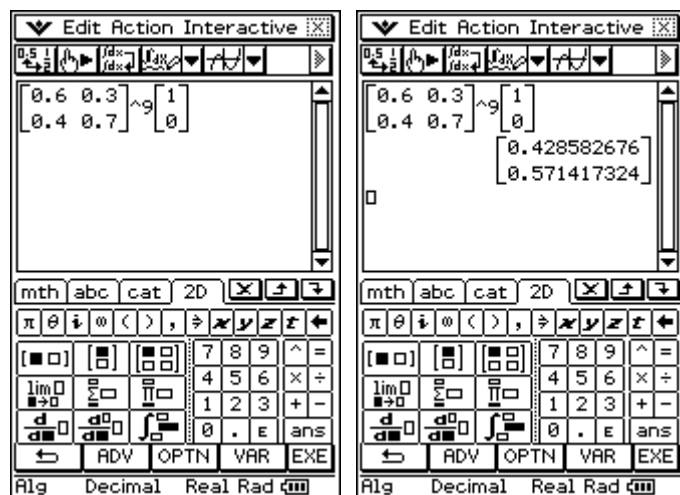 Edit Action Interactive
[0.6 0.3] ^9 [1]
[0.4 0.7] [0]
mth abc cat 2D
π θ i ∞ ( ) , ⇒ x y z t
7 8 9 ^ =
lim 4 5 6 × ÷
Σ Π 1 2 3 + −
d d ∫ 0 . E ans
ADV OPTN VAR EXE
Alg Decimal Real Rad
Edit Action Interactive
[0.6 0.3] ^9 [1]
[0.4 0.7] [0]
[0.428582676]
[0.571417324]
mth abc cat 2D
π θ i ∞ ( ) , ⇒ x y z t
7 8 9 ^ =
lim 4 5 6 × ÷
Σ Π 1 2 3 + −
d d ∫ 0 . E ans
ADV OPTN VAR EXE
Alg Decimal Real Rad